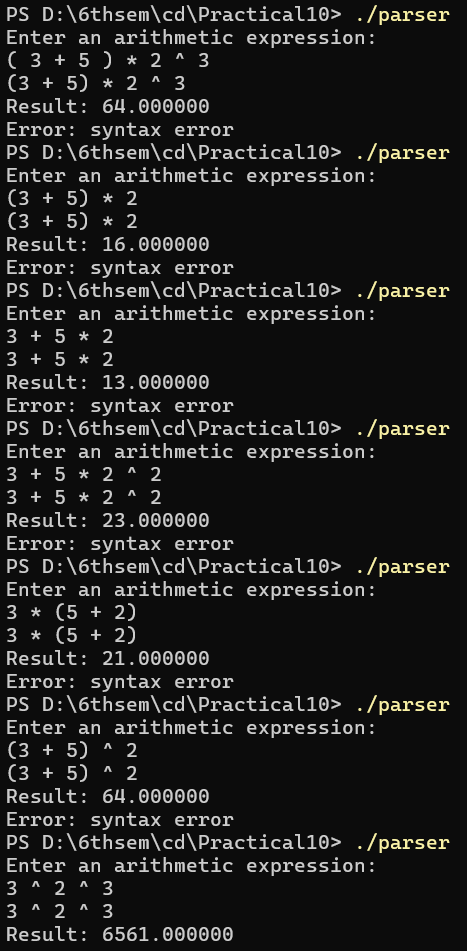 PS D:\6thsem\cd\Practical10> ./parser
Enter an arithmetic expression:
( 3 + 5 ) * 2 ^ 3
(3 + 5) * 2 ^ 3
Result: 64.000000
Error: syntax error
PS D:\6thsem\cd\Practical10> ./parser
Enter an arithmetic expression:
(3 + 5) * 2
(3 + 5) * 2
Result: 16.000000
Error: syntax error
PS D:\6thsem\cd\Practical10> ./parser
Enter an arithmetic expression:
3 + 5 * 2
3 + 5 * 2
Result: 13.000000
Error: syntax error
PS D:\6thsem\cd\Practical10> ./parser
Enter an arithmetic expression:
3 + 5 * 2 ^ 2
3 + 5 * 2 ^ 2
Result: 23.000000
Error: syntax error
PS D:\6thsem\cd\Practical10> ./parser
Enter an arithmetic expression:
3 * (5 + 2)
3 * (5 + 2)
Result: 21.000000
Error: syntax error
PS D:\6thsem\cd\Practical10> ./parser
Enter an arithmetic expression:
(3 + 5) ^ 2
(3 + 5) ^ 2
Result: 64.000000
Error: syntax error
PS D:\6thsem\cd\Practical10> ./parser
Enter an arithmetic expression:
3 ^ 2 ^ 3
3 ^ 2 ^ 3
Result: 6561.000000